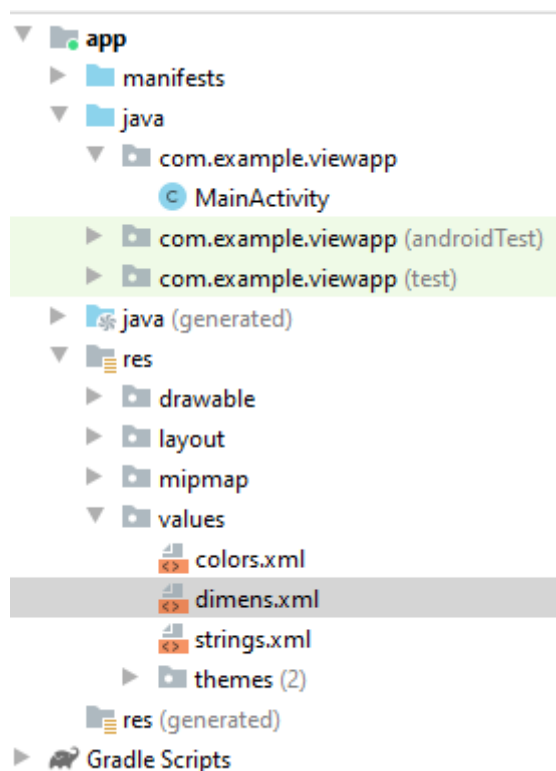 app
manifests
java
com.example.viewapp
C MainActivity
com.example.viewapp (androidTest)
com.example.viewapp (test)
java (generated)
res
drawable
layout
mipmap
values
colors.xml
dimens.xml
strings.xml
themes (2)
res (generated)
Gradle Scripts